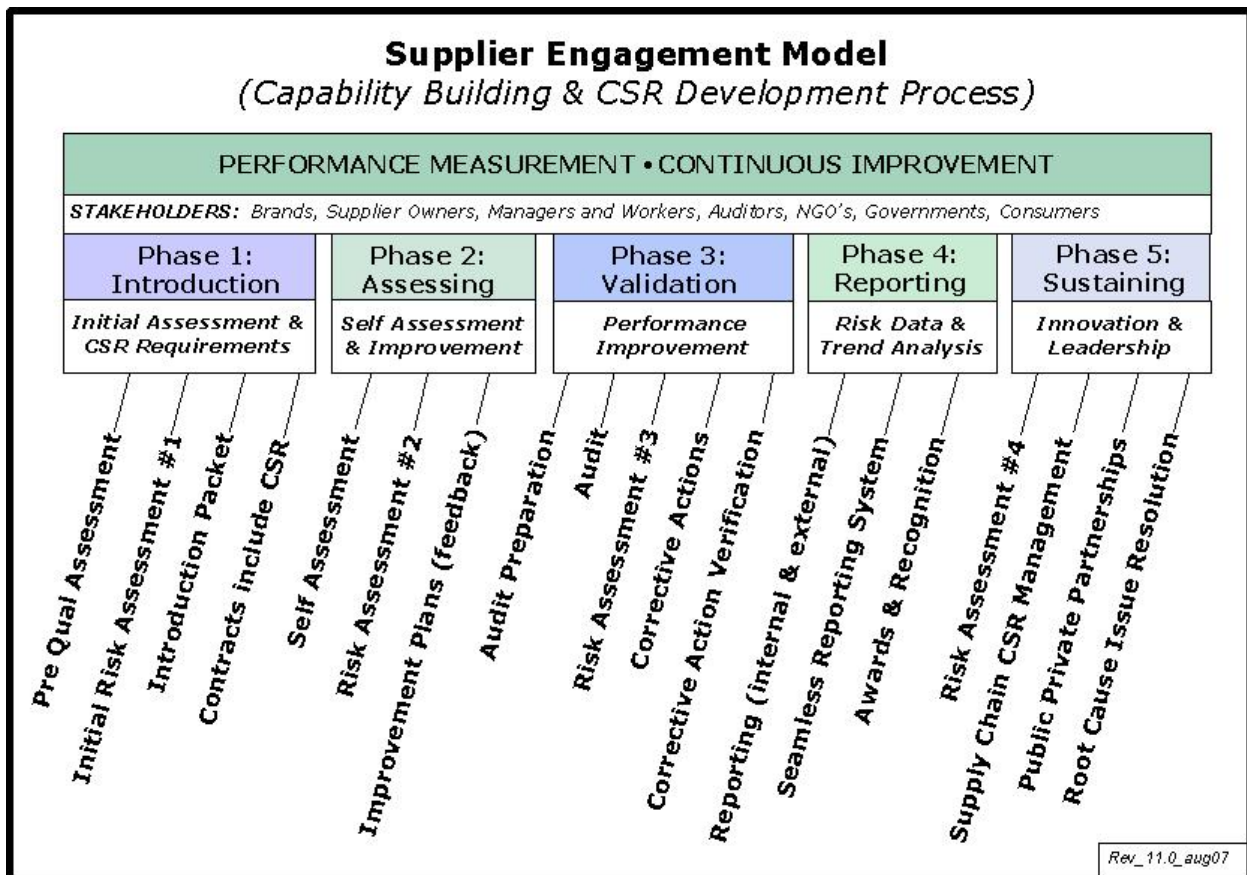 Supplier Engagement Model
(Capability Building & CSR Development Process)
PERFORMANCE MEASUREMENT • CONTINUOUS IMPROVEMENT
STAKEHOLDERS: Brands, Supplier Owners, Managers and Workers, Auditors, NGO's, Governments, Consumers
Phase 1:
Introduction
Initial Assessment &
CSR Requirements
Pre Qual Assessment
Initial Risk Assessment #1
Introduction Packet
Contracts include CSR
Phase 2:
Assessing
Self Assessment
& Improvement
Self Assessment
Risk Assessment #2
Improvement Plans (feedback)
Phase 3:
Validation
Performance
Improvement
Audit Preparation
Audit
Risk Assessment #3
Corrective Actions
Corrective Action Verification
Phase 4:
Reporting
Risk Data &
Trend Analysis
Reporting (internal & external)
Seamless Reporting System
Awards & Recognition
Phase 5:
Sustaining
Innovation &
Leadership
Risk Assessment #4
Supply Chain CSR Management
Public Private Partnerships
Root Cause Issue Resolution
Rev_11.0_aug07